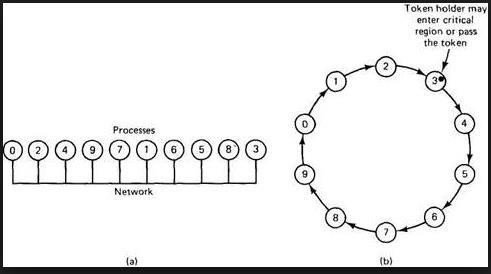 Token holder may
enter critical
region or pass
the token
Processes
0 2 4 9 7 1 6 5 8 3
Network
(a)
0
1
2
3
4
5
6
7
8
9
(b)